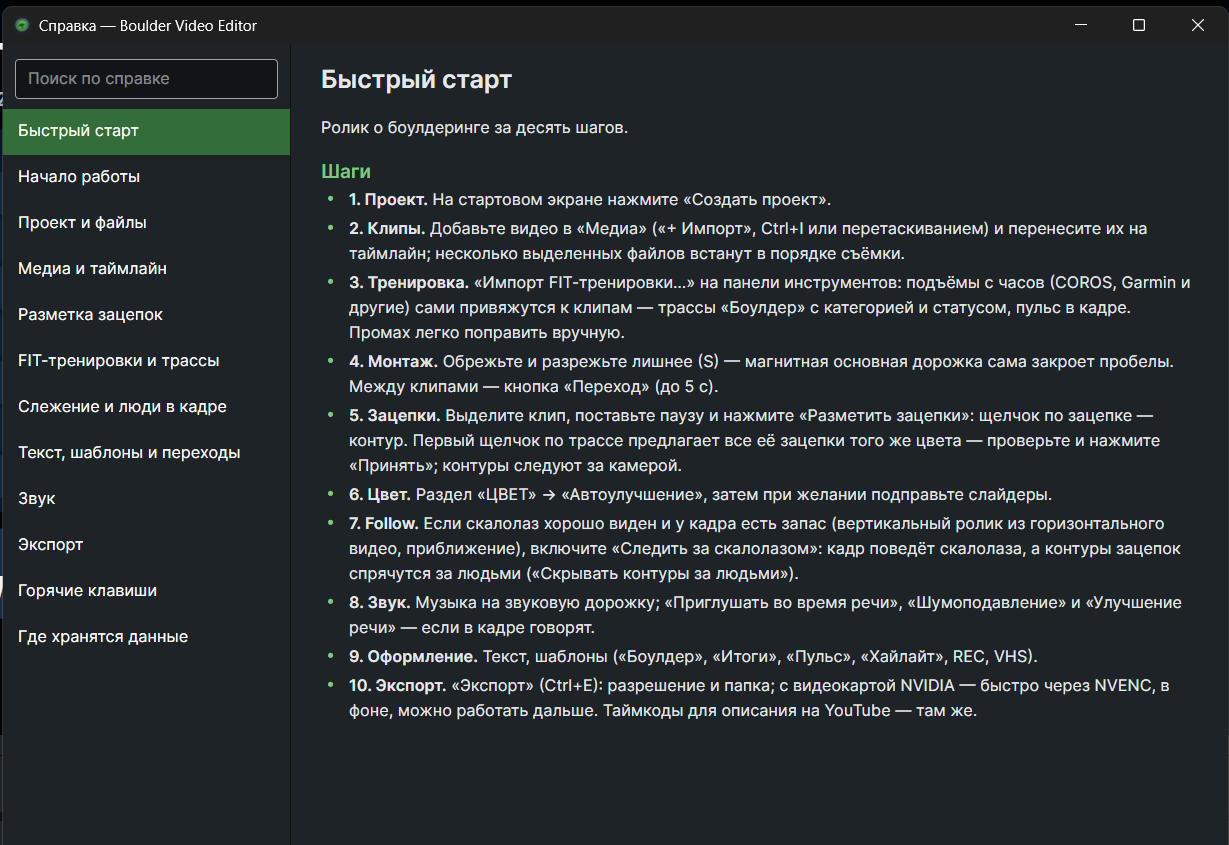 Справка — Boulder Video Editor
Поиск по справке
Быстрый старт
Начало работы
Проект и файлы
Медиа и таймлайн
Разметка зацепок
FIT-тренировки и трассы
Слежение и люди в кадре
Текст, шаблоны и переходы
Звук
Экспорт
Горячие клавиши
Где хранятся данные
Быстрый старт
Ролик о боулдеринге за десять шагов.
Шаги
• 1. Проект. На стартовом экране нажмите «Создать проект».
• 2. Клипы. Добавьте видео в «Медиа» («+ Импорт», Ctrl+I или перетаскиванием) и перенесите их на
таймлайн; несколько выделенных файлов встанут в порядке съёмки.
• 3. Тренировка. «Импорт FIT-тренировки...» на панели инструментов: подъёмы с часов (COROS, Garmin и
другие) сами привяжутся к клипам — трассы «Боулдер» с категорией и статусом, пульс в кадре.
Промах легко поправить вручную.
• 4. Монтаж. Обрежьте и разрежьте лишнее (S) — магнитная основная дорожка сама закроет пробелы.
Между клипами — кнопка «Переход» (до 5 с).
• 5. Зацепки. Выделите клип, поставьте паузу и нажмите «Разметить зацепки»: щелчок по зацепке —
контур. Первый щелчок по трассе предлагает все её зацепки того же цвета — проверьте и нажмите
«Принять»; контуры следуют за камерой.
• 6. Цвет. Раздел «ЦВЕТ» → «Автоулучшение», затем при желании подправьте слайдеры.
• 7. Follow. Если скалолаз хорошо виден и у кадра есть запас (вертикальный ролик из горизонтального
видео, приближение), включите «Следить за скалолазом»: кадр поведёт скалолаза, а контуры зацепок
спрячутся за людьми («Скрывать контуры за людьми»).
• 8. Звук. Музыка на звуковую дорожку; «Приглушать во время речи», «Шумоподавление» и «Улучшение
речи» — если в кадре говорят.
• 9. Оформление. Текст, шаблоны («Боулдер», «Итоги», «Пульс», «Хайлайт», REC, VHS).
• 10. Экспорт. «Экспорт» (Ctrl+E): разрешение и папка; с видеокартой NVIDIA — быстро через NVENC, в
фоне, можно работать дальше. Таймкоды для описания на YouTube — там же.